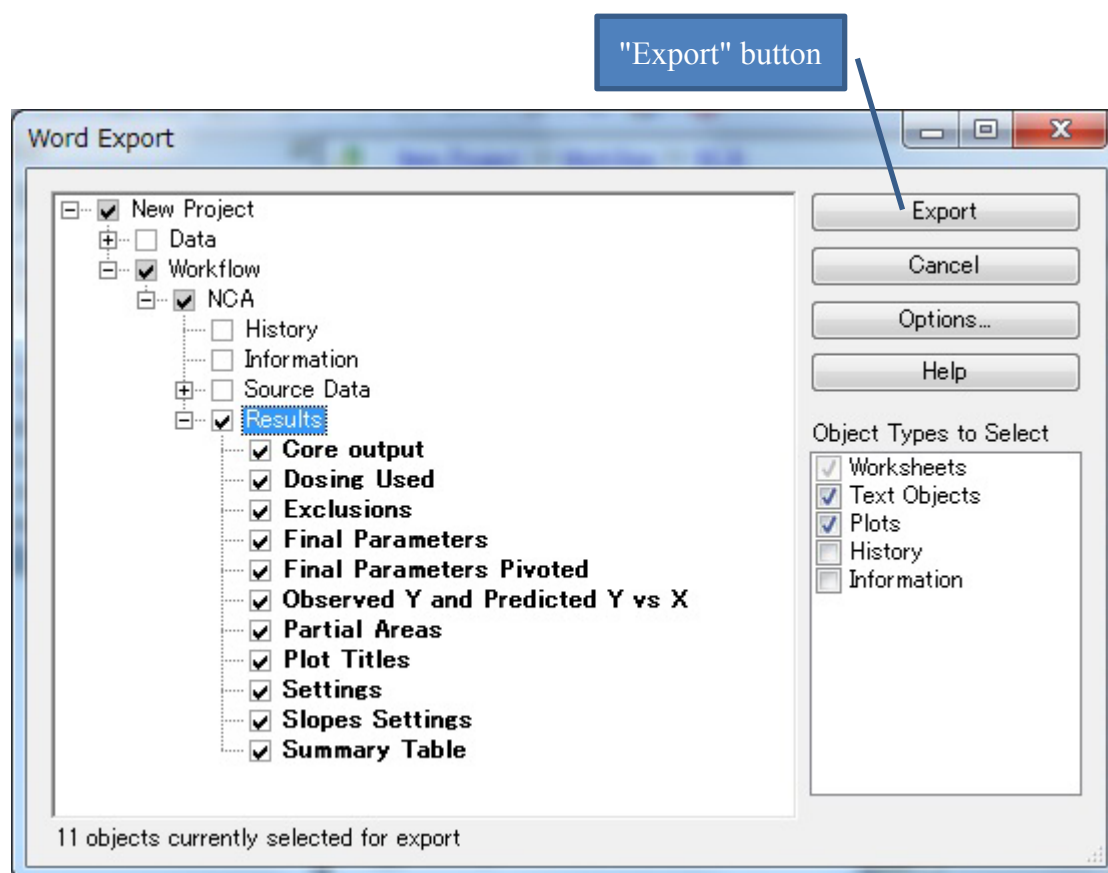 "Export" button
Word Export
New Project
Data
Workflow
NCA
History
Information
Source Data
Results
Core output
Dosing Used
Exclusions
Final Parameters
Final Parameters Pivoted
Observed Y and Predicted Y vs X
Partial Areas
Plot Titles
Settings
Slopes Settings
Summary Table
11 objects currently selected for export
Export
Cancel
Options...
Help
Object Types to Select
Worksheets
Text Objects
Plots
History
Information